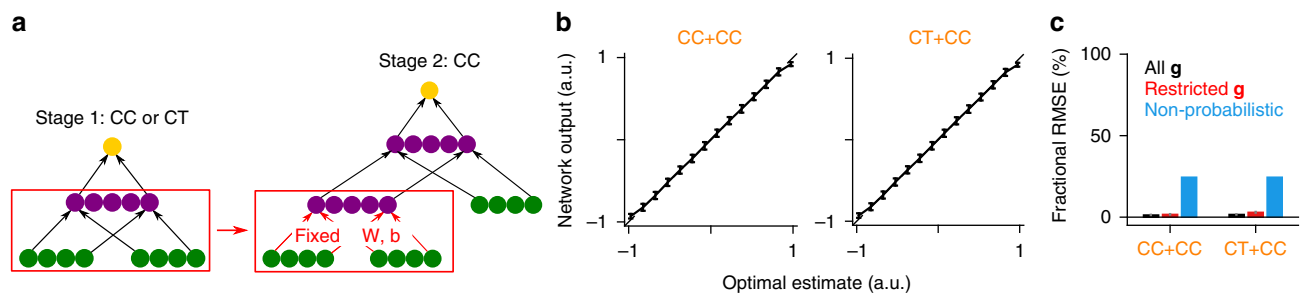 a
Stage 1: CC or CT
Stage 2: CC
Fixed
W, b
b
CC+CC
CT+CC
Network output (a.u.)
1
−1
−1
1
1
−1
−1
1
Optimal estimate (a.u.)
c
Fractional RMSE (%)
100
50
0
All g
Restricted g
Non-probabilistic
CC+CC
CT+CC